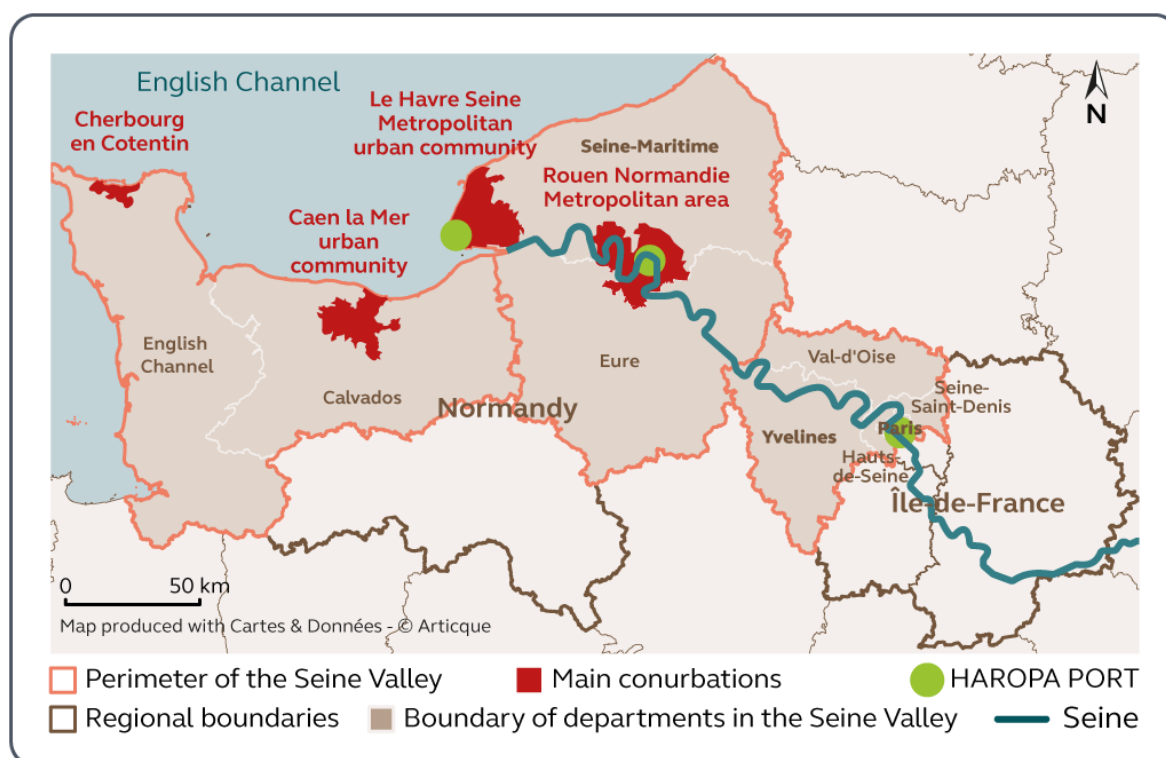 English Channel
Cherbourg
en Cotentin
Le Havre Seine
Metropolitan
urban community
Seine-Maritime
Rouen Normandie
Metropolitan area
N
Caen la Mer
urban
community
English
Channel
Calvados
Normandy
Eure
Val-d'Oise
Seine-
Saint-Denis
Paris
Yvelines
Hauts-
de-Seine
Île-de-France
0 50 km
Map produced with Cartes & Données - © Articque
Perimeter of the Seine Valley
Main conurbations
HAROPA PORT
Regional boundaries
Boundary of departments in the Seine Valley
Seine